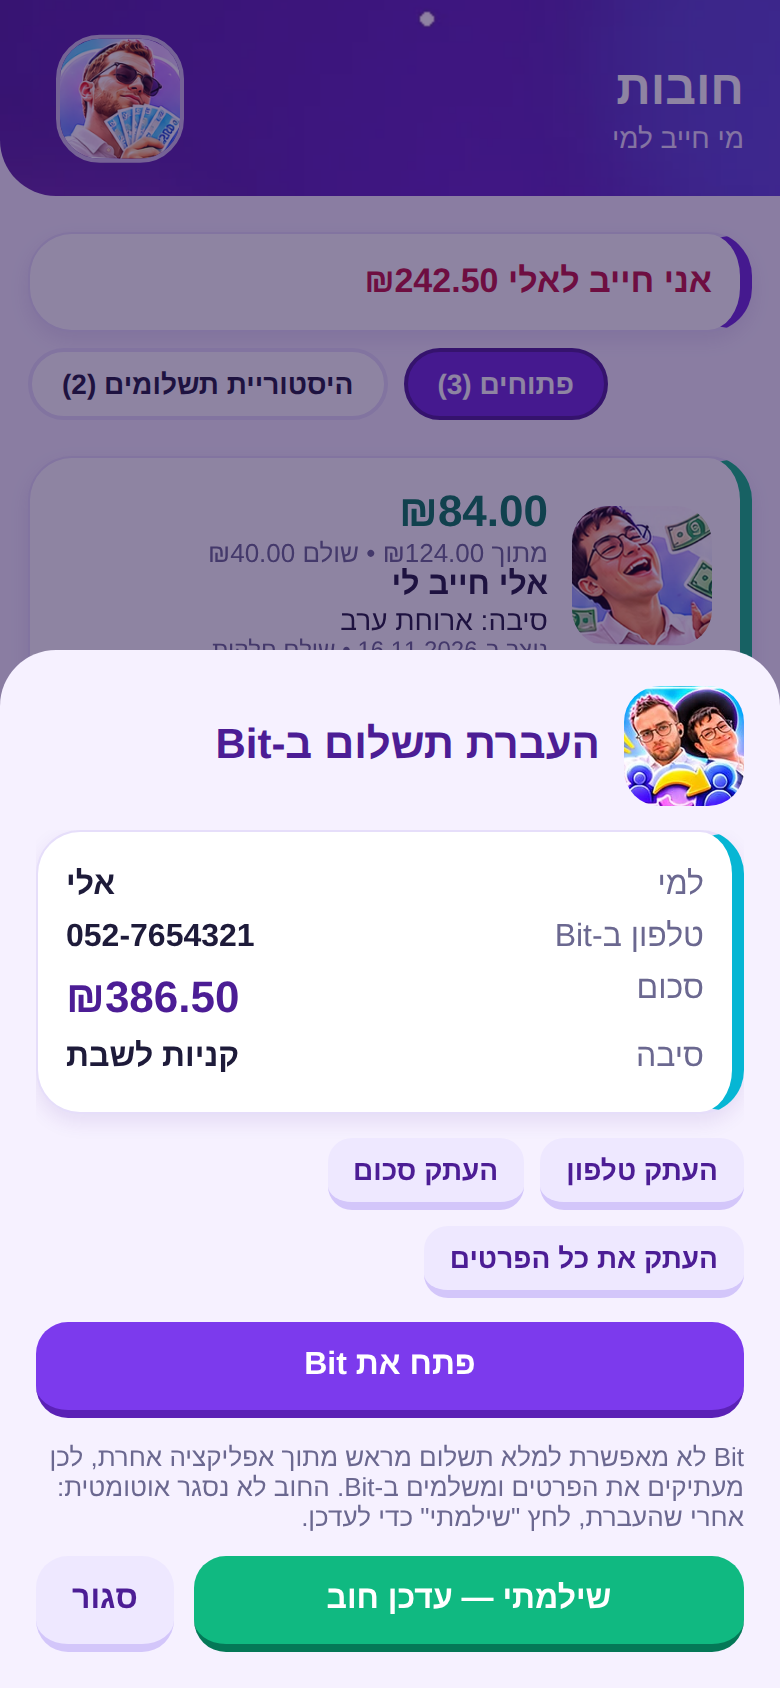 חובות
מי חייב למי
אני חייב לאלי ₪242.50
פתוחים (3)
היסטוריית תשלומים (2)
₪84.00
מתוך ₪124.00 • שולם ₪40.00
אלי חייב לי
סיבה: ארוחת ערב
העברת תשלום ב-Bit
למי
אלי
טלפון ב-Bit
052-7654321
סכום
₪386.50
סיבה
קניות לשבת
העתק טלפון
העתק סכום
העתק את כל הפרטים
פתח את Bit
Bit לא מאפשרת למלא תשלום מראש מתוך אפליקציה אחרת, לכן
מעתיקים את הפרטים ומשלמים ב-Bit. החוב לא נסגר אוטומטית:
אחרי שהעברת, לחץ "שילמתי" כדי לעדכן.
שילמתי — עדכן חוב
סגור